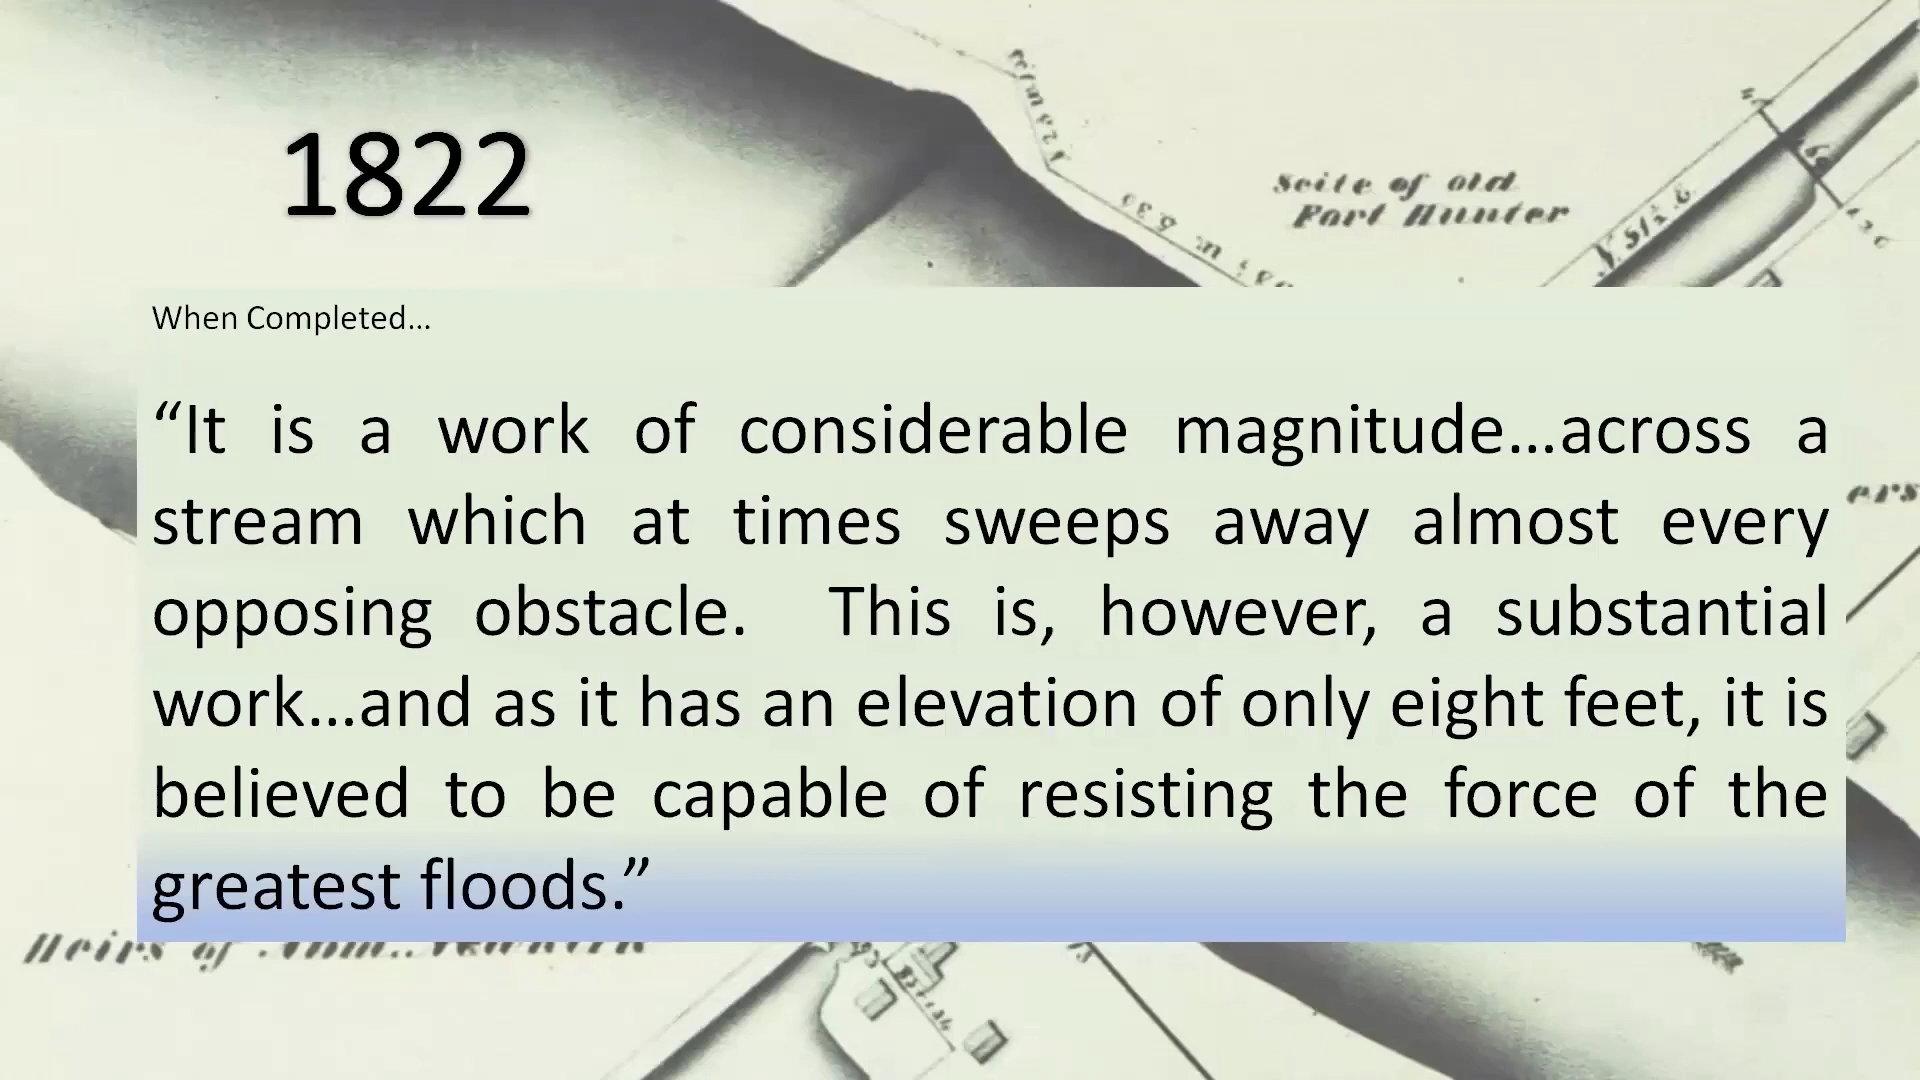 1822
Seite of old
Fort Hunter
When Completed…
“It is a work of considerable magnitude…across a
stream which at times sweeps away almost every
opposing obstacle.  This is, however, a substantial
work…and as it has an elevation of only eight feet, it is
believed to be capable of resisting the force of the
greatest floods.”
ers
Heirs of